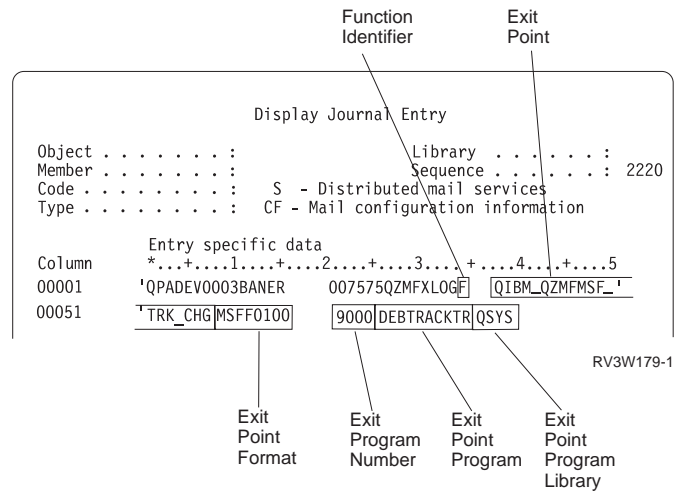 Function
Identifier
Exit
Point
Display Journal Entry
Object . . . . . . . : Library . . . . . . :
Member . . . . . . . : Sequence . . . . . . : 2220
Code . . . . . . . . : S - Distributed mail services
Type . . . . . . . . : CF - Mail configuration information
Entry specific data
Column *...+....1....+....2....+....3....+....4....+....5
00001 'QPADEV0003BANER 007575QZMFXLOGF QIBM_QZMFMSF_'
00051 'TRK_CHG MSFF0100 9000 DEBTRACKTR QSYS
RV3W179-1
Exit
Point
Format
Exit
Program
Number
Exit
Point
Program
Exit
Point
Program
Library